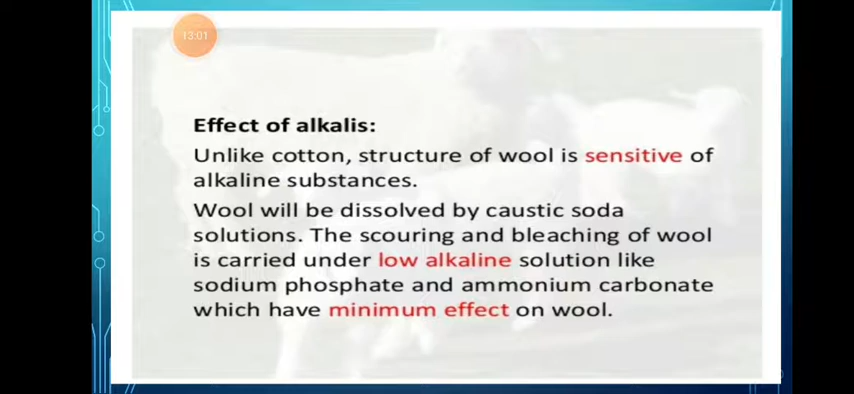 13:01
Effect of alkalis:
Unlike cotton, structure of wool is sensitive of
alkaline substances.
Wool will be dissolved by caustic soda
solutions. The scouring and bleaching of wool
is carried under low alkaline solution like
sodium phosphate and ammonium carbonate
which have minimum effect on wool.